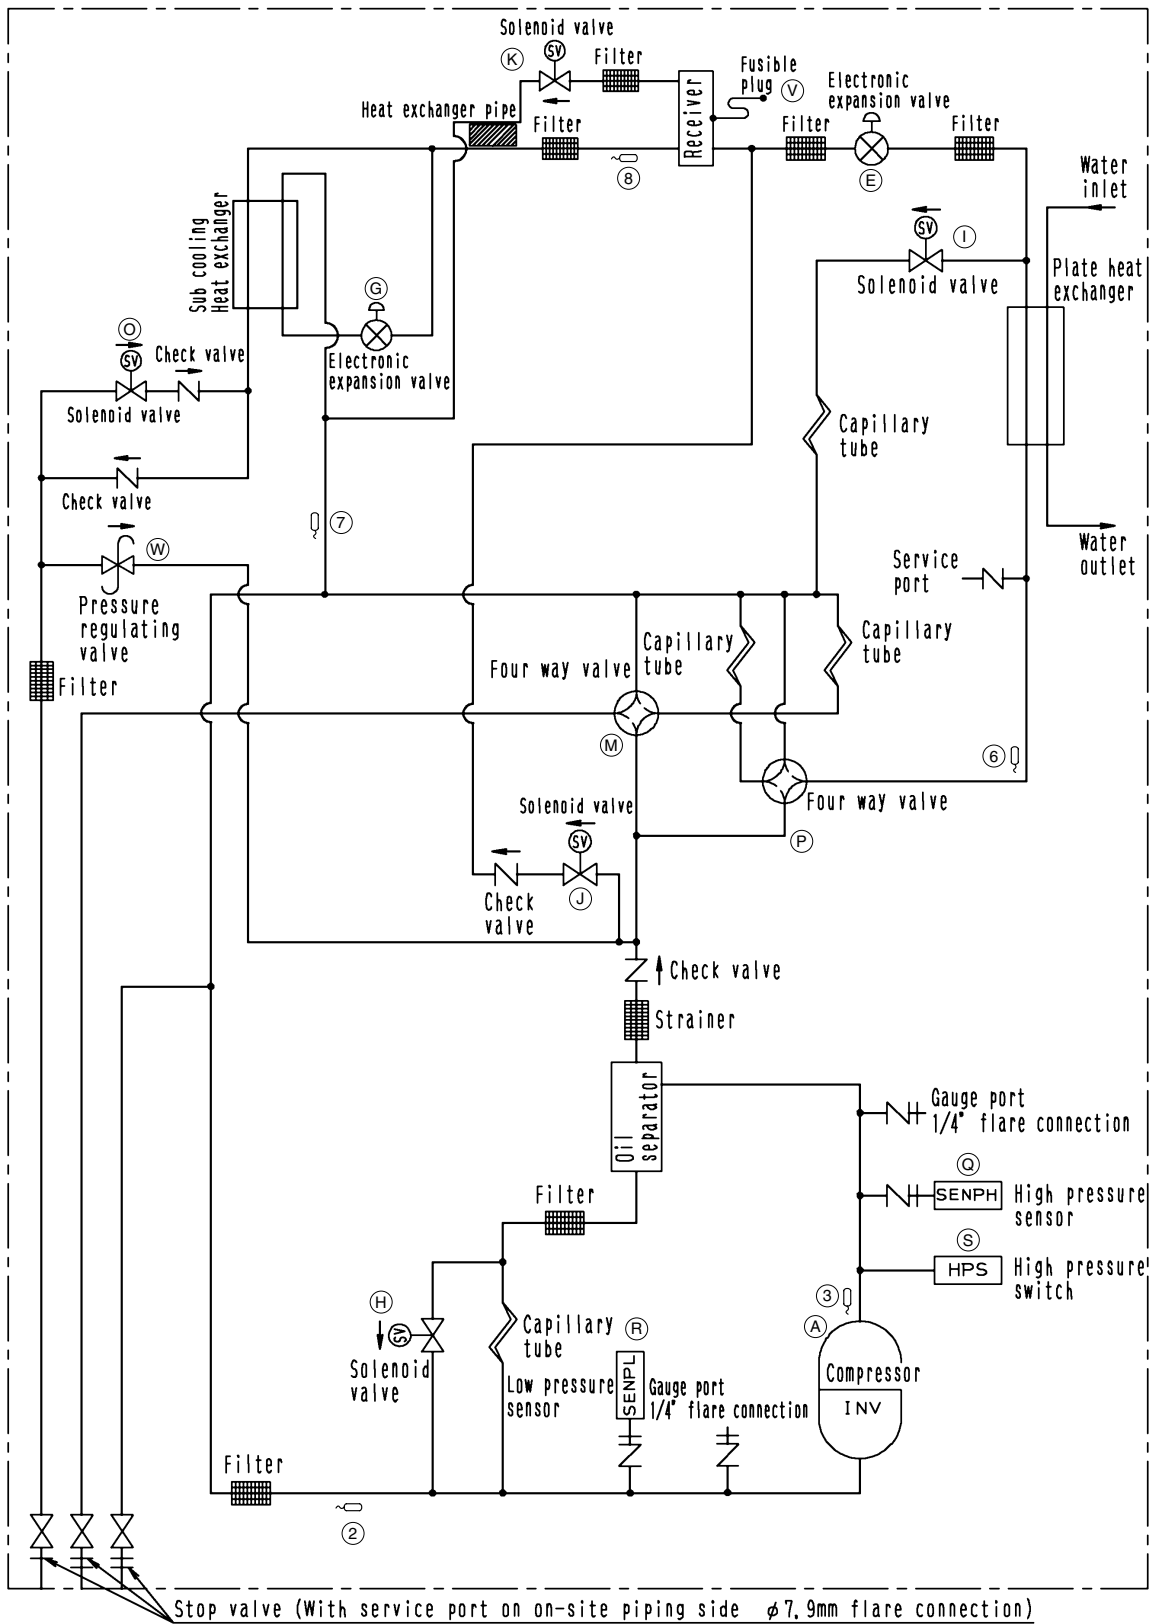 Solenoid valve
K
SV
Filter
Fusible
plug
V
Electronic
expansion valve
Heat exchanger pipe
Filter
Receiver
Filter
Filter
8
E
Water
inlet
Sub cooling
Heat exchanger
SV
I
Solenoid valve
Plate heat
exchanger
G
O
SV
Check valve
Electronic
expansion valve
Solenoid valve
Capillary
tube
Check valve
7
W
Water
outlet
Service
port
Pressure
regulating
valve
Capillary
tube
Capillary
tube
Four way valve
Filter
M
6
Four way valve
Solenoid valve
SV
P
J
Check
valve
Check valve
Strainer
Oil
separator
Gauge port
1/4" flare connection
Q
SENPH
High pressure
sensor
Filter
S
HPS
High pressure
switch
3
H
SV
Solenoid
valve
Capillary
tube
R
A
SENPL
Low pressure
sensor
Gauge port
1/4" flare connection
Compressor
INV
Filter
2
Stop valve (With service port on on-site piping side φ7.9mm flare connection)